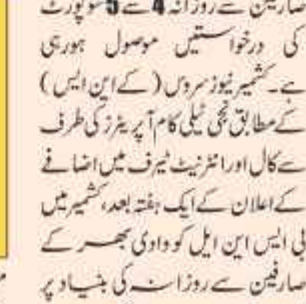 صارفین سے روزانہ 4 سے 5 سو پورٹ
کی درخواستیں موصول ہورہی
ہے۔کشمیر نیوز سروس ( کے این ایس )
کے مطابق نجی ٹیلی کام آپریٹرز کی طرف
سے کال اور انٹرنیٹ ٹیرف میں اضافے
کے اعلان کے ایک ہفتہ بعد، کشمیر میں
بی ایس این ایل کو وادی بھر کے
صارفین سے روزانہ کی بنیاد پر